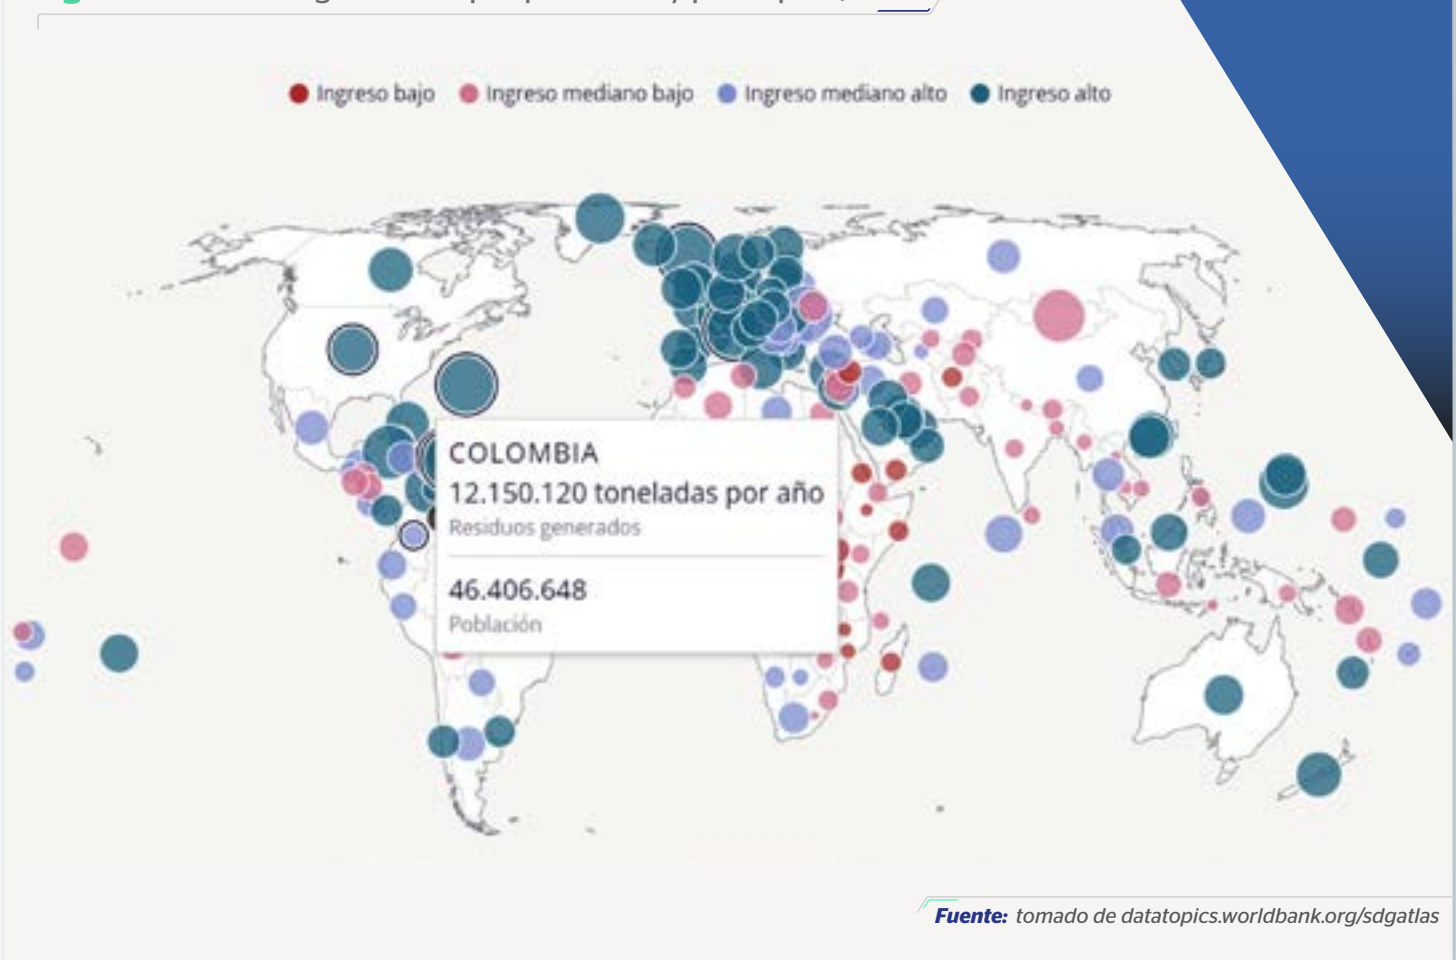 Ingreso bajo Ingreso mediano bajo Ingreso mediano alto Ingreso alto
COLOMBIA
12.150.120 toneladas por año
Residuos generados
46.406.648
Población
Fuente: tomado de datatopics.worldbank.org/sdgatlas